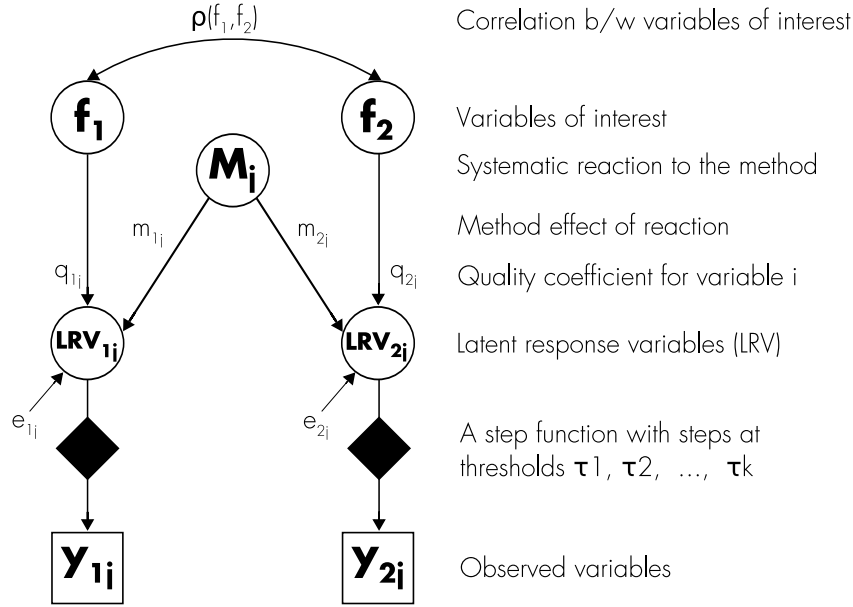 ρ(f₁,f₂) Correlation b/w variables of interest
f₁ f₂ Variables of interest
Mⱼ Systematic reaction to the method
m₁ⱼ m₂ⱼ Method effect of reaction
q₁ⱼ q₂ⱼ Quality coefficient for variable i
LRV₁ⱼ LRV₂ⱼ Latent response variables (LRV)
e₁ⱼ e₂ⱼ A step function with steps at
thresholds τ1, τ2, ..., τk
y₁ⱼ y₂ⱼ Observed variables